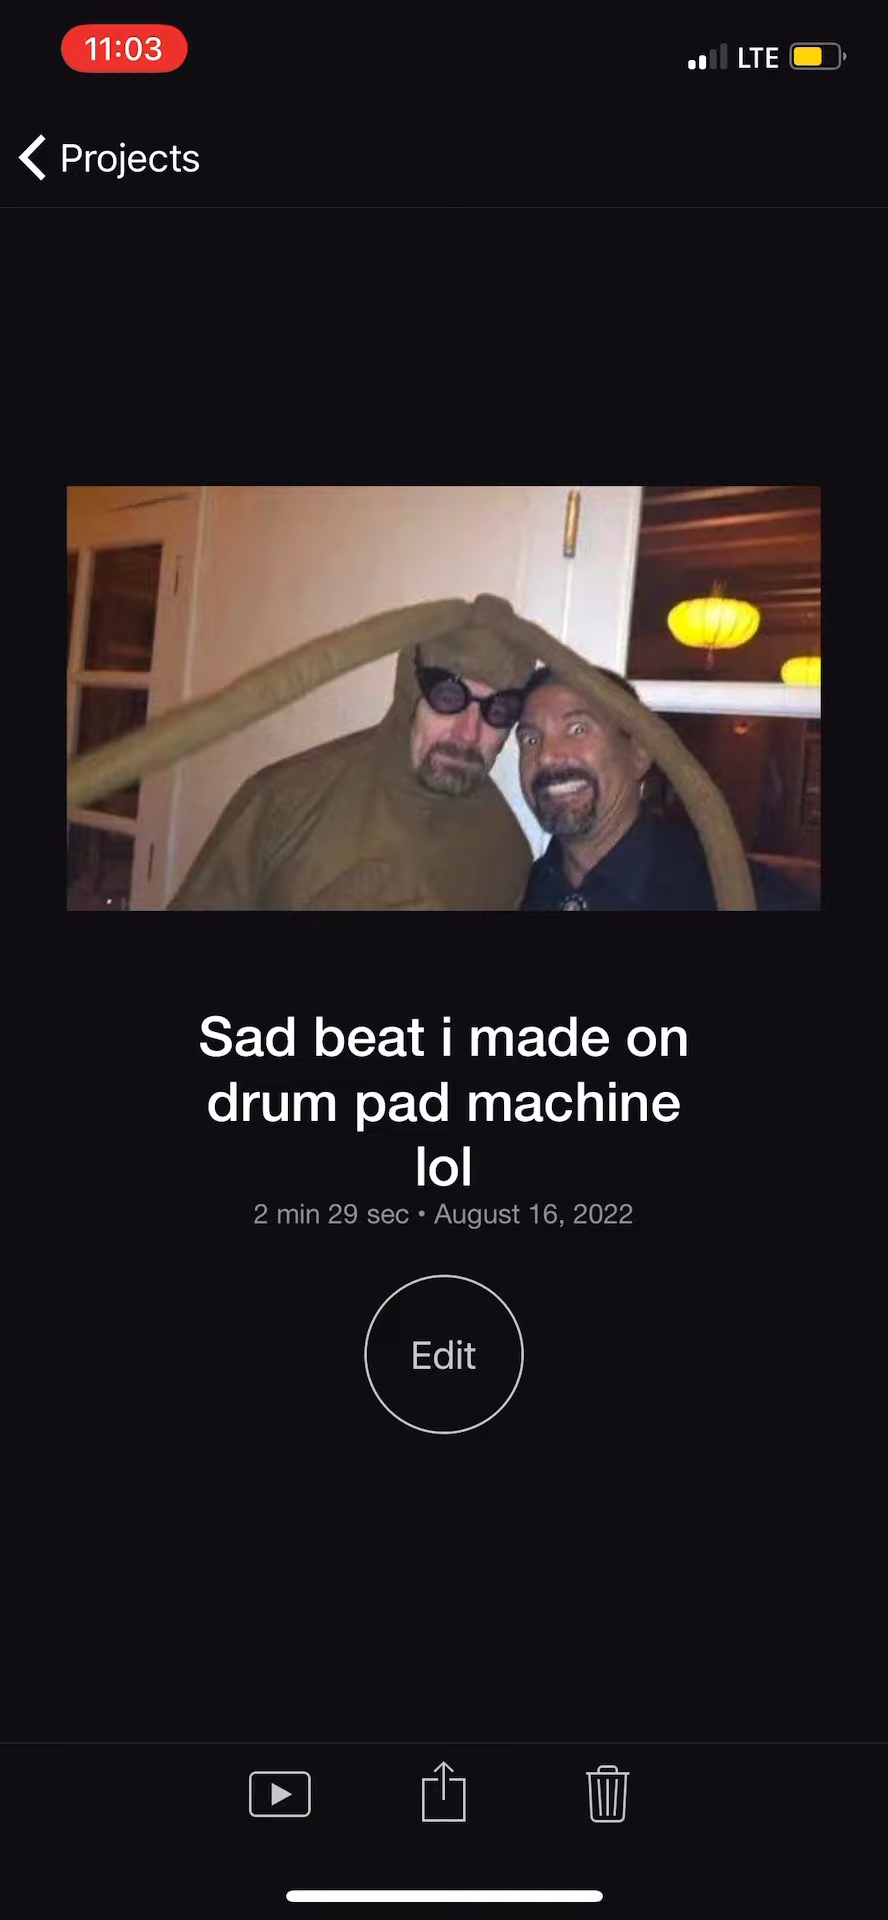 11:03
LTE
Projects
Sad beat i made on
drum pad machine
lol
2 min 29 sec • August 16, 2022
Edit